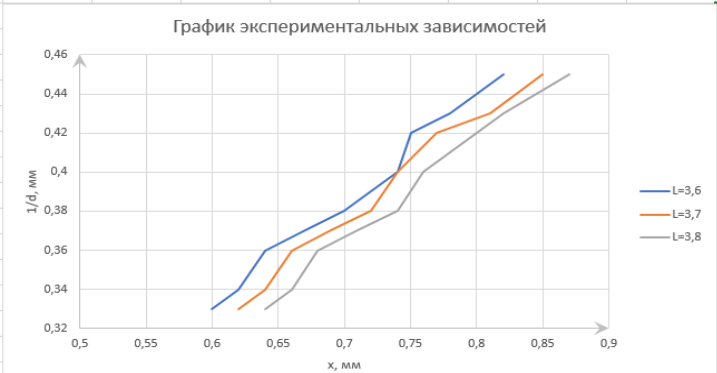 График экспериментальных зависимостей
0,46
0,44
0,42
0,4
0,38
0,36
0,34
0,32
1/d, мм
0,5 0,55 0,6 0,65 0,7 0,75 0,8 0,85 0,9
x, мм
L=3,6
L=3,7
L=3,8